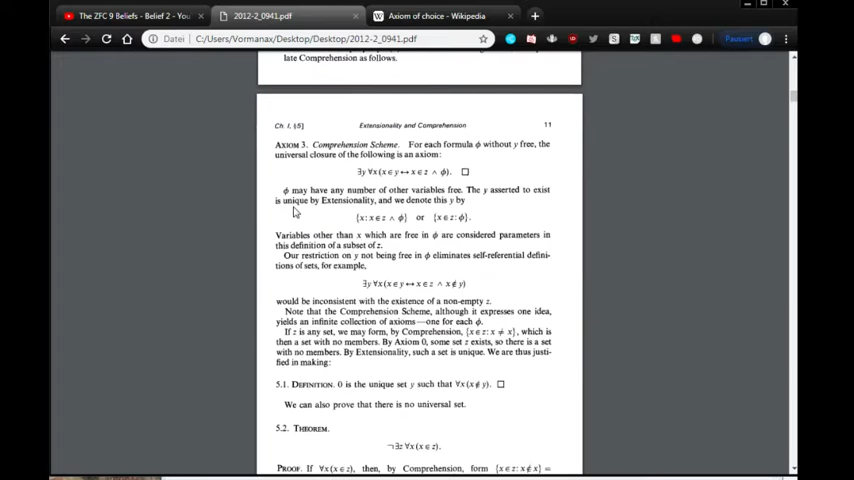 The ZFC 9 Beliefs - Belief 2 - You
2012-2_0941.pdf
Axiom of choice - Wikipedia
Datei
C:/Users/Vormanax/Desktop/Desktop/2012-2_0941.pdf
Pausiert
late Comprehension as follows.
Ch. I, §5]
Extensionality and Comprehension
11
AXIOM 3. Comprehension Scheme. For each formula ϕ without y free, the
universal closure of the following is an axiom:
∃y ∀x(x ∈ y ↔ x ∈ z ∧ ϕ). □
ϕ may have any number of other variables free. The y asserted to exist
is unique by Extensionality, and we denote this y by
{x: x ∈ z ∧ ϕ} or {x ∈ z: ϕ}.
Variables other than x which are free in ϕ are considered parameters in
this definition of a subset of z.
Our restriction on y not being free in ϕ eliminates self-referential defini-
tions of sets, for example,
∃y ∀x(x ∈ y ↔ x ∈ z ∧ x ∉ y)
would be inconsistent with the existence of a non-empty z.
Note that the Comprehension Scheme, although it expresses one idea,
yields an infinite collection of axioms—one for each ϕ.
If z is any set, we may form, by Comprehension, {x ∈ z: x ≠ x}, which is
then a set with no members. By Axiom 0, some set z exists, so there is a set
with no members. By Extensionality, such a set is unique. We are thus justi-
fied in making:
5.1. DEFINITION. 0 is the unique set y such that ∀x(x ∉ y). □
We can also prove that there is no universal set.
5.2. THEOREM.
¬∃z ∀x(x ∈ z).
PROOF. If ∀x(x ∈ z), then, by Comprehension, form {x ∈ z: x ∉ x} =